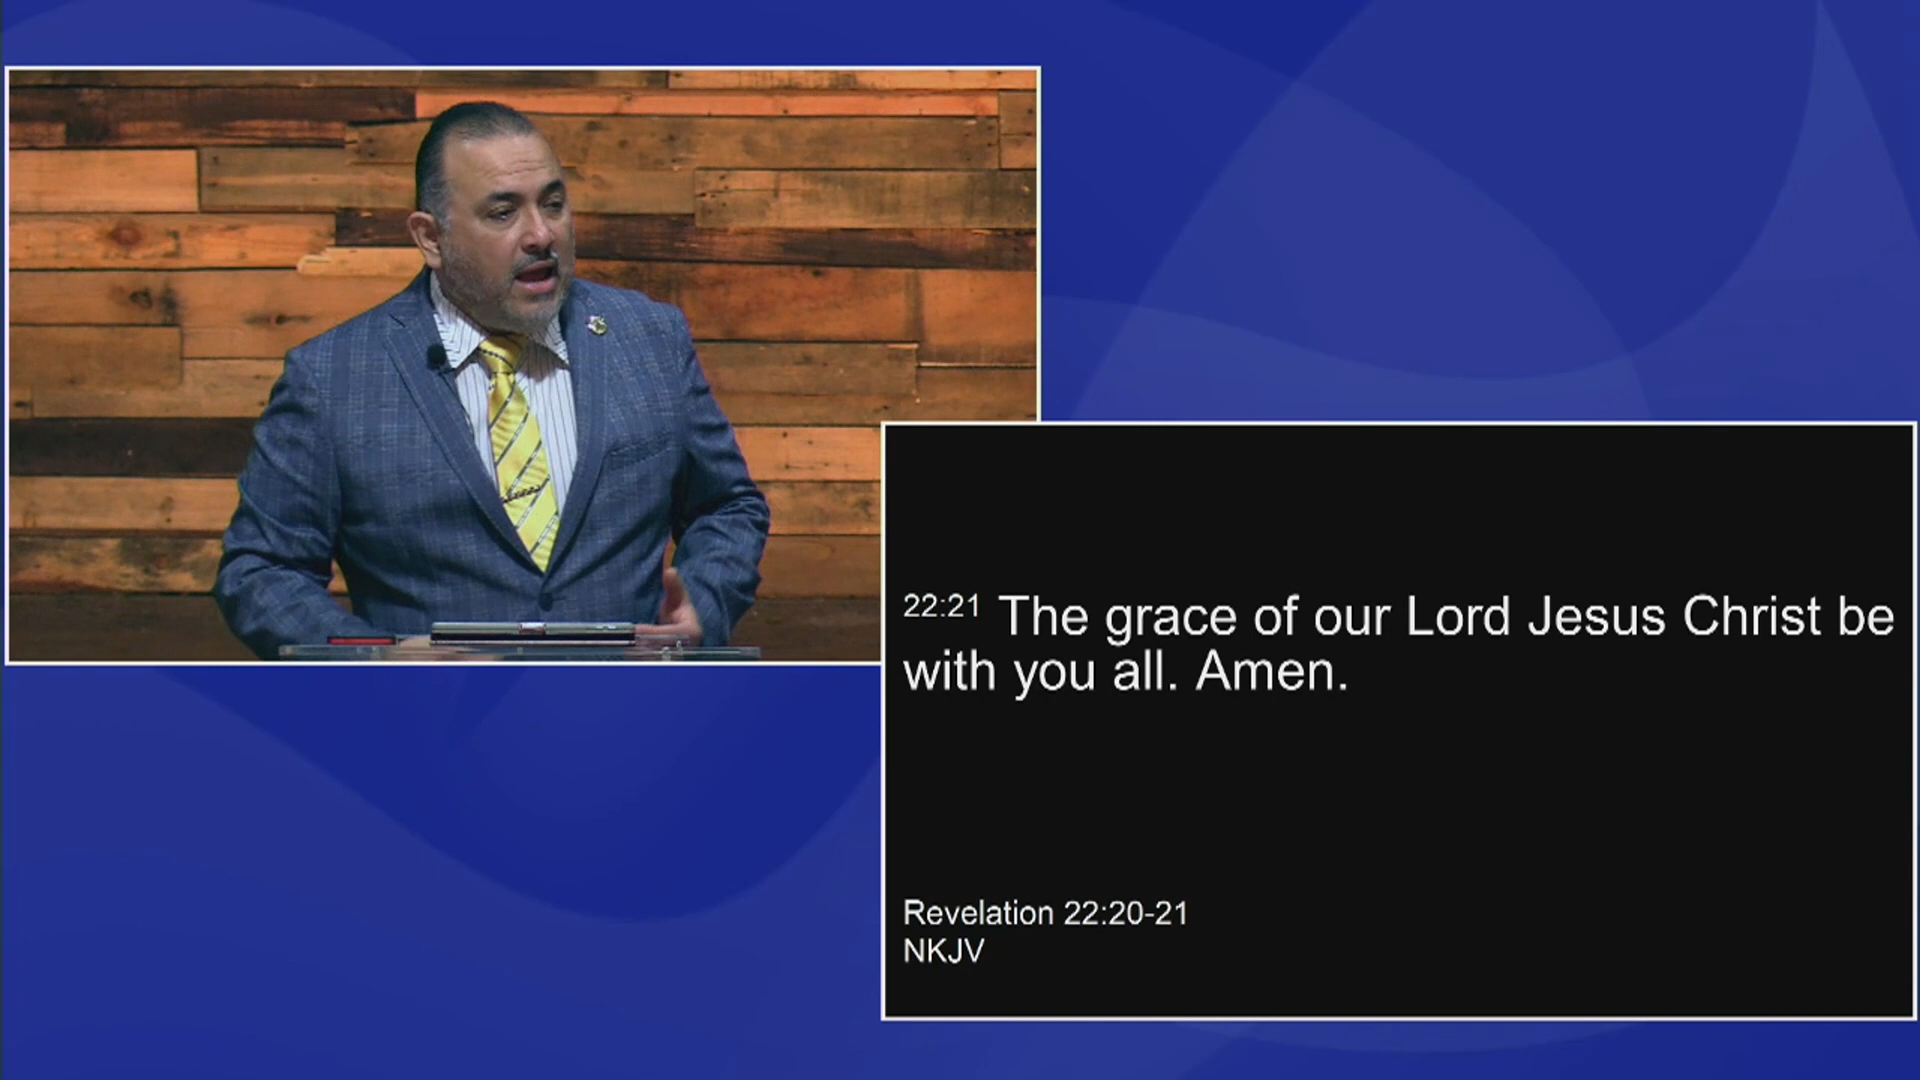 22:21 The grace of our Lord Jesus Christ be
with you all. Amen.
Revelation 22:20-21
NKJV